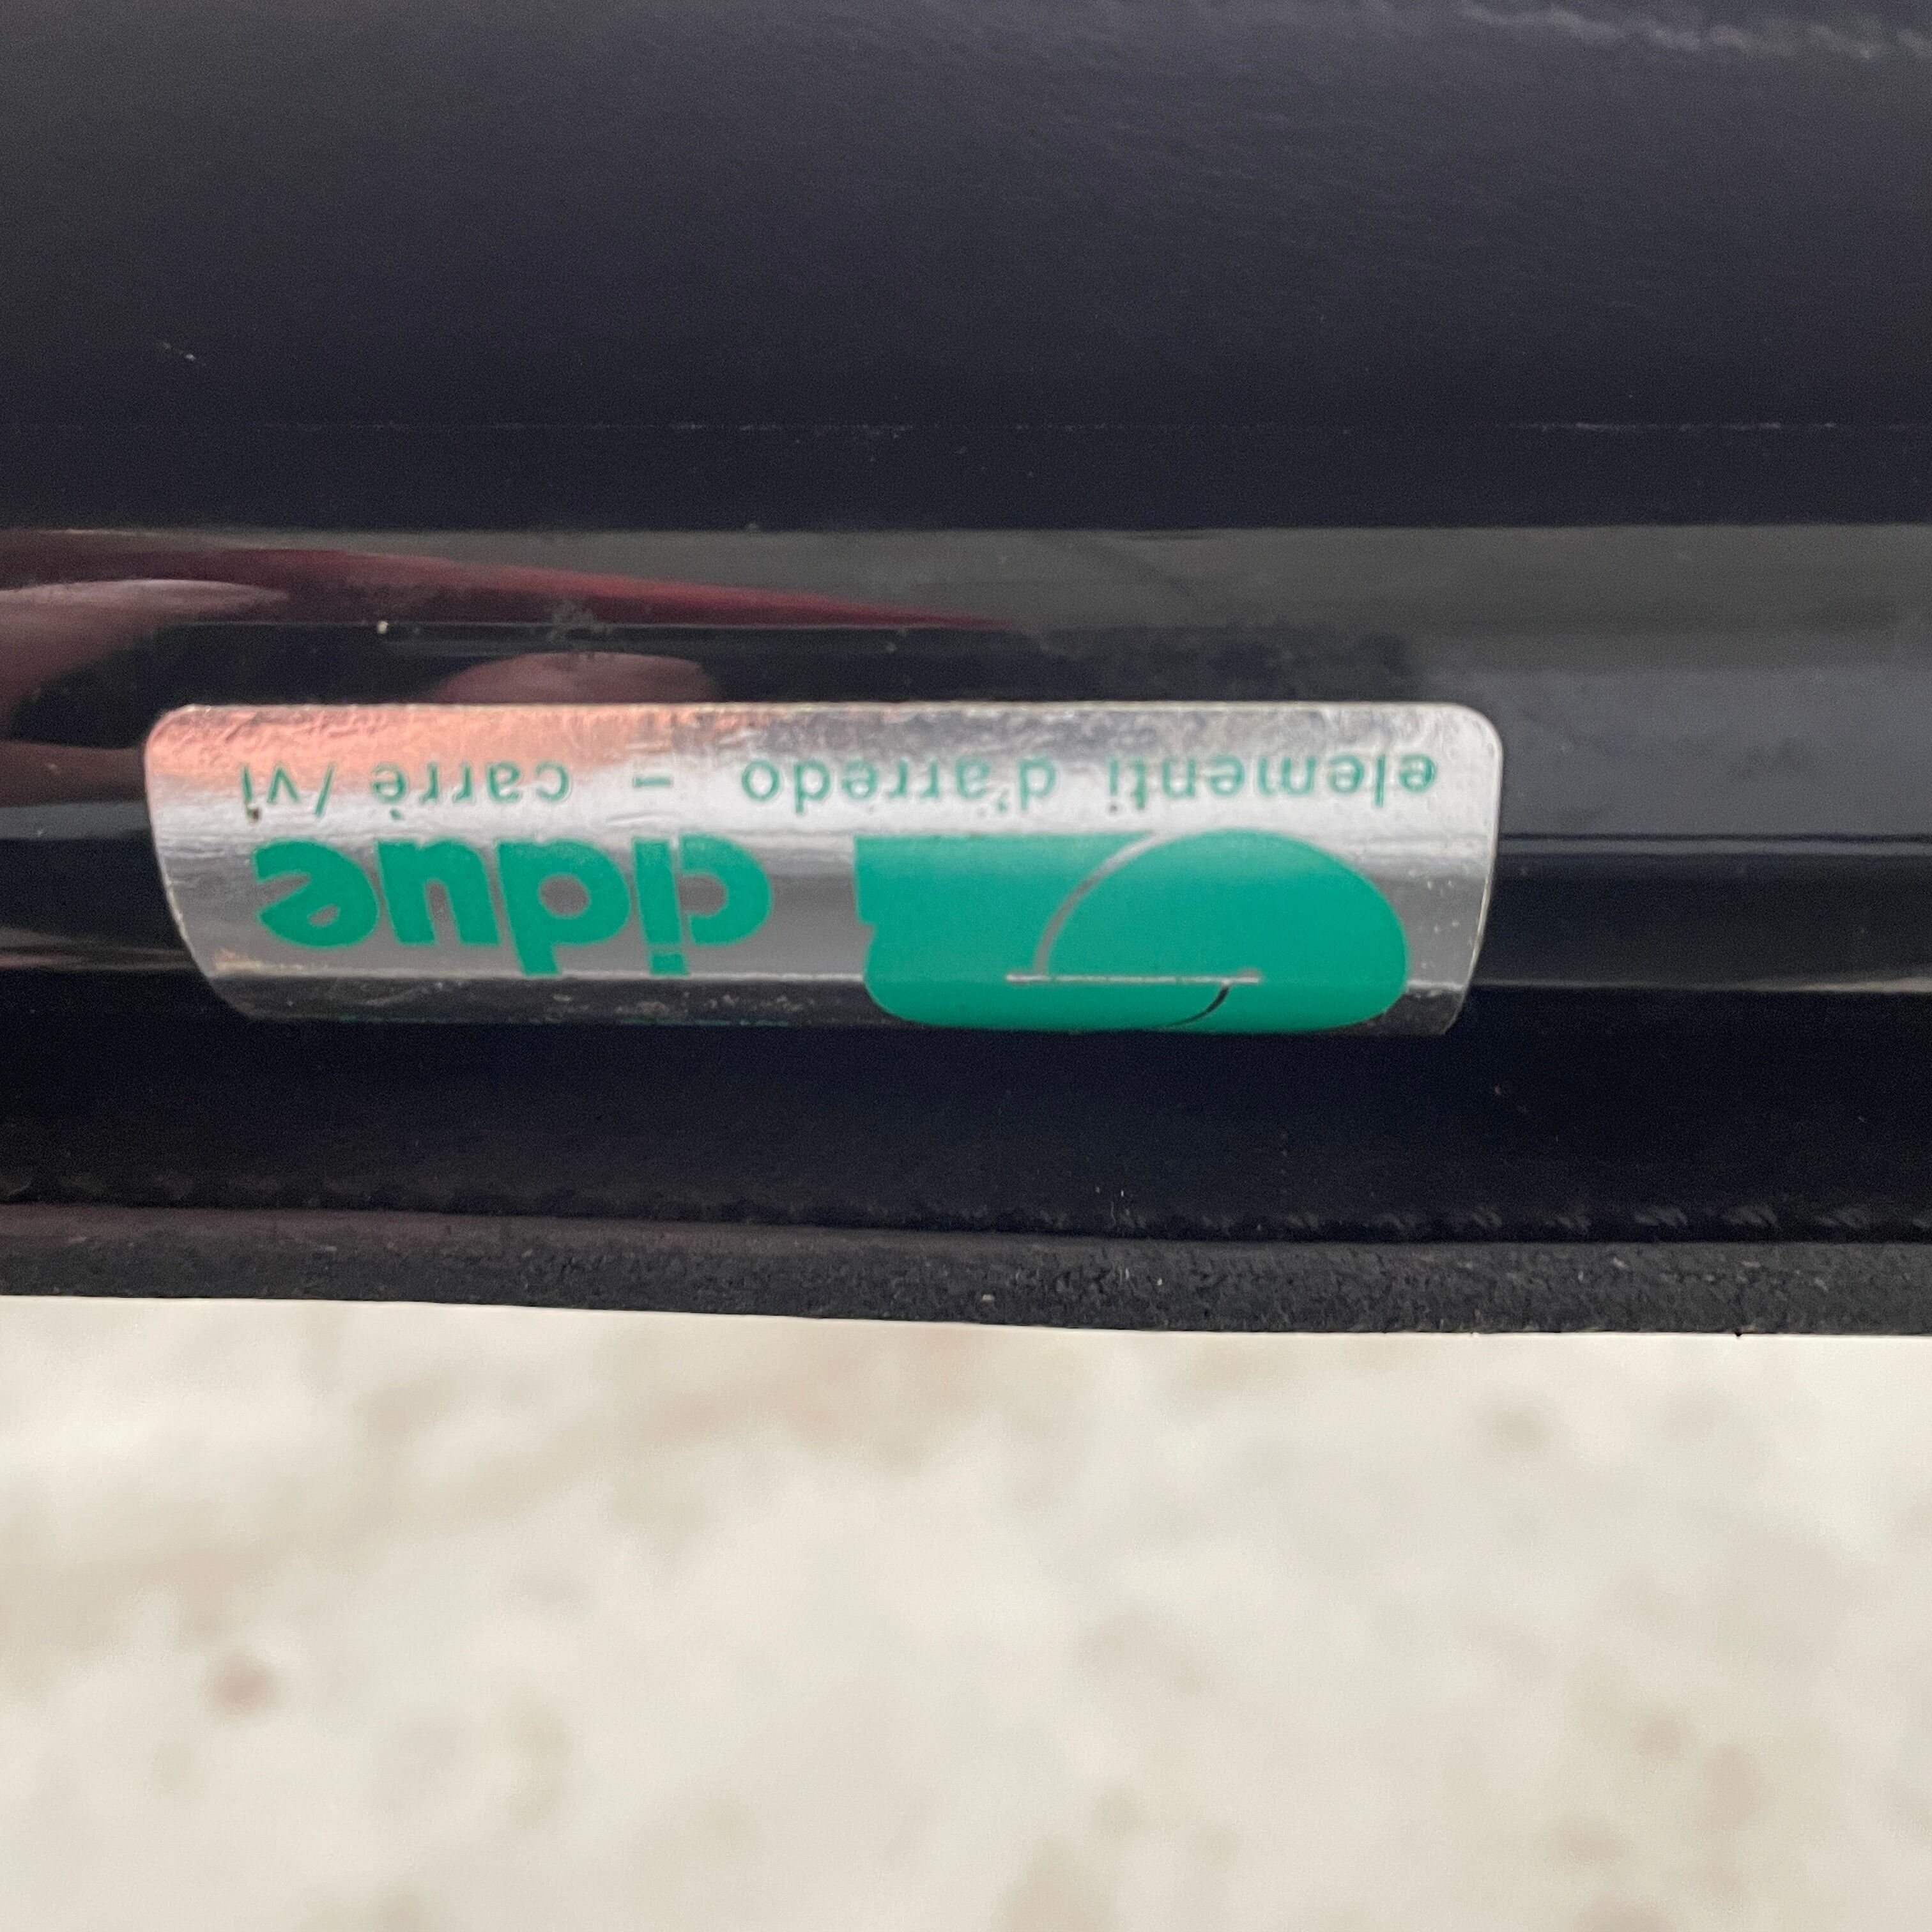 cidue
elementi d'arredo – carrè /vi